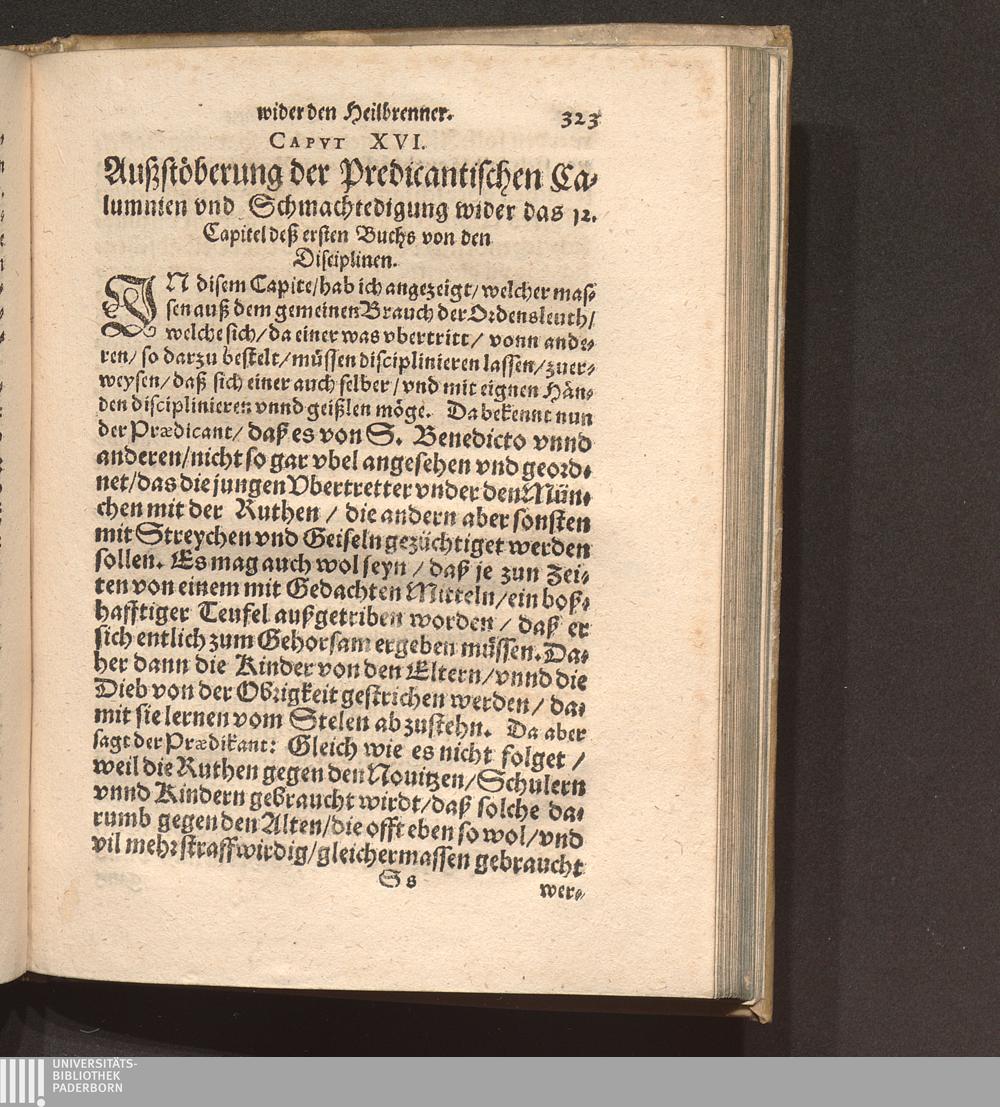 wider den Heilbrenner. 323
CAPVT XVI.
Außstöberung der Predicantischen Ca-
lumnien vnd Schmachtedigung wider das 12.
Capitel deß ersten Buchs von den
Disciplinen.
IN disem Capite/hab ich angezeigt/welcher mas-
sen auß dem gemeinen Brauch der Ordensleuth/
welche sich/da einer was vbertritt/ vonn ande-
ren/ so darzu bestelt/müssen disciplinieren lassen/zuer-
weysen/daß sich einer auch selber/vnd mit eignen Hän-
den disciplinieren vnnd geißlen möge. Da bekennt nun
der Prædicant/ daß es von S. Benedicto vnnd
anderen/nicht so gar vbel angesehen vnd geord-
net/das die jungen Vbertretter vnder den Mün-
chen mit der Ruthen / die andern aber sonsten
mit Streychen vnd Geiseln gezüchtiget werden
sollen. Es mag auch wol seyn / daß je zun Zei-
ten von einem mit Gedachten Mitteln/ein boß-
hafftiger Teufel außgetriben worden / daß er
sich entlich zum Gehorsam ergeben müssen. Da-
her dann die Kinder von den Eltern/vnnd die
Dieb von der Obrigkeit gestrichen werden/ da-
mit sie lernen vom Stelen abzustehn. Da aber
sagt der Prædikant: Gleich wie es nicht folget /
weil die Ruthen gegen den Nouitzen/Schulern
vnnd Kindern gebraucht wirdt/daß solche da-
rumb gegen den Alten/die offt eben so wol/vnd
vil mehr straffwirdig/gleichermassen gebraucht
Ss wer-
UNIVERSITÄTS-
BIBLIOTHEK
PADERBORN